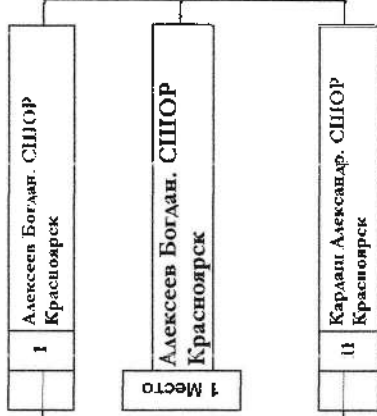 1
Алексеев Богдан. СШОР
Красноярск
1 Место
Алексеев Богдан. СШОР
Красноярск
11
Кардаш Александр. СШОР
Красноярск